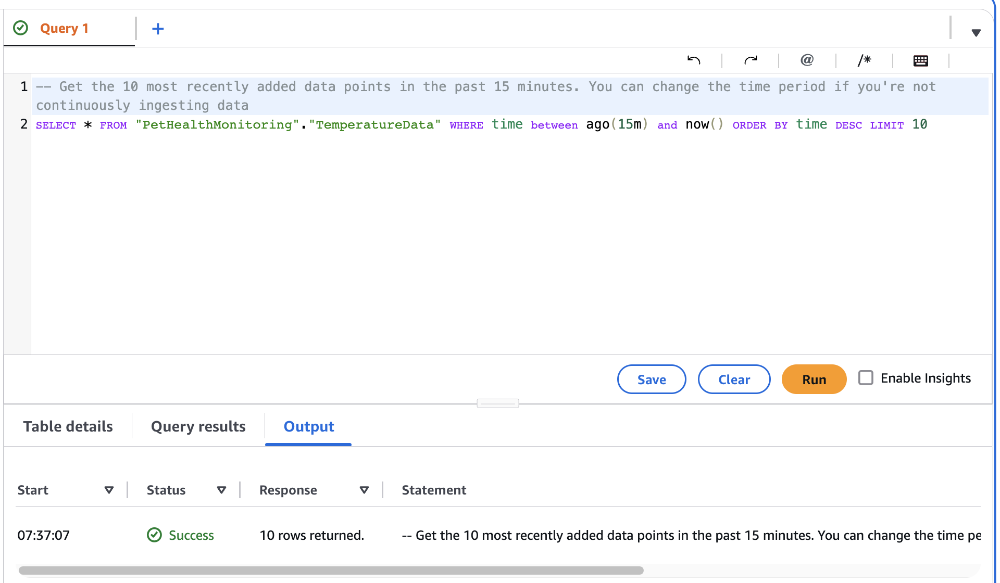 Query 1
+
@
/*
1
-- Get the 10 most recently added data points in the past 15 minutes. You can change the time period if you're not
continuously ingesting data
2
SELECT * FROM "PetHealthMonitoring"."TemperatureData" WHERE time between ago(15m) and now() ORDER BY time DESC LIMIT 10
Save
Clear
Run
Enable Insights
Table details
Query results
Output
Start
Status
Response
Statement
07:37:07
Success
10 rows returned.
-- Get the 10 most recently added data points in the past 15 minutes. You can change the time pe